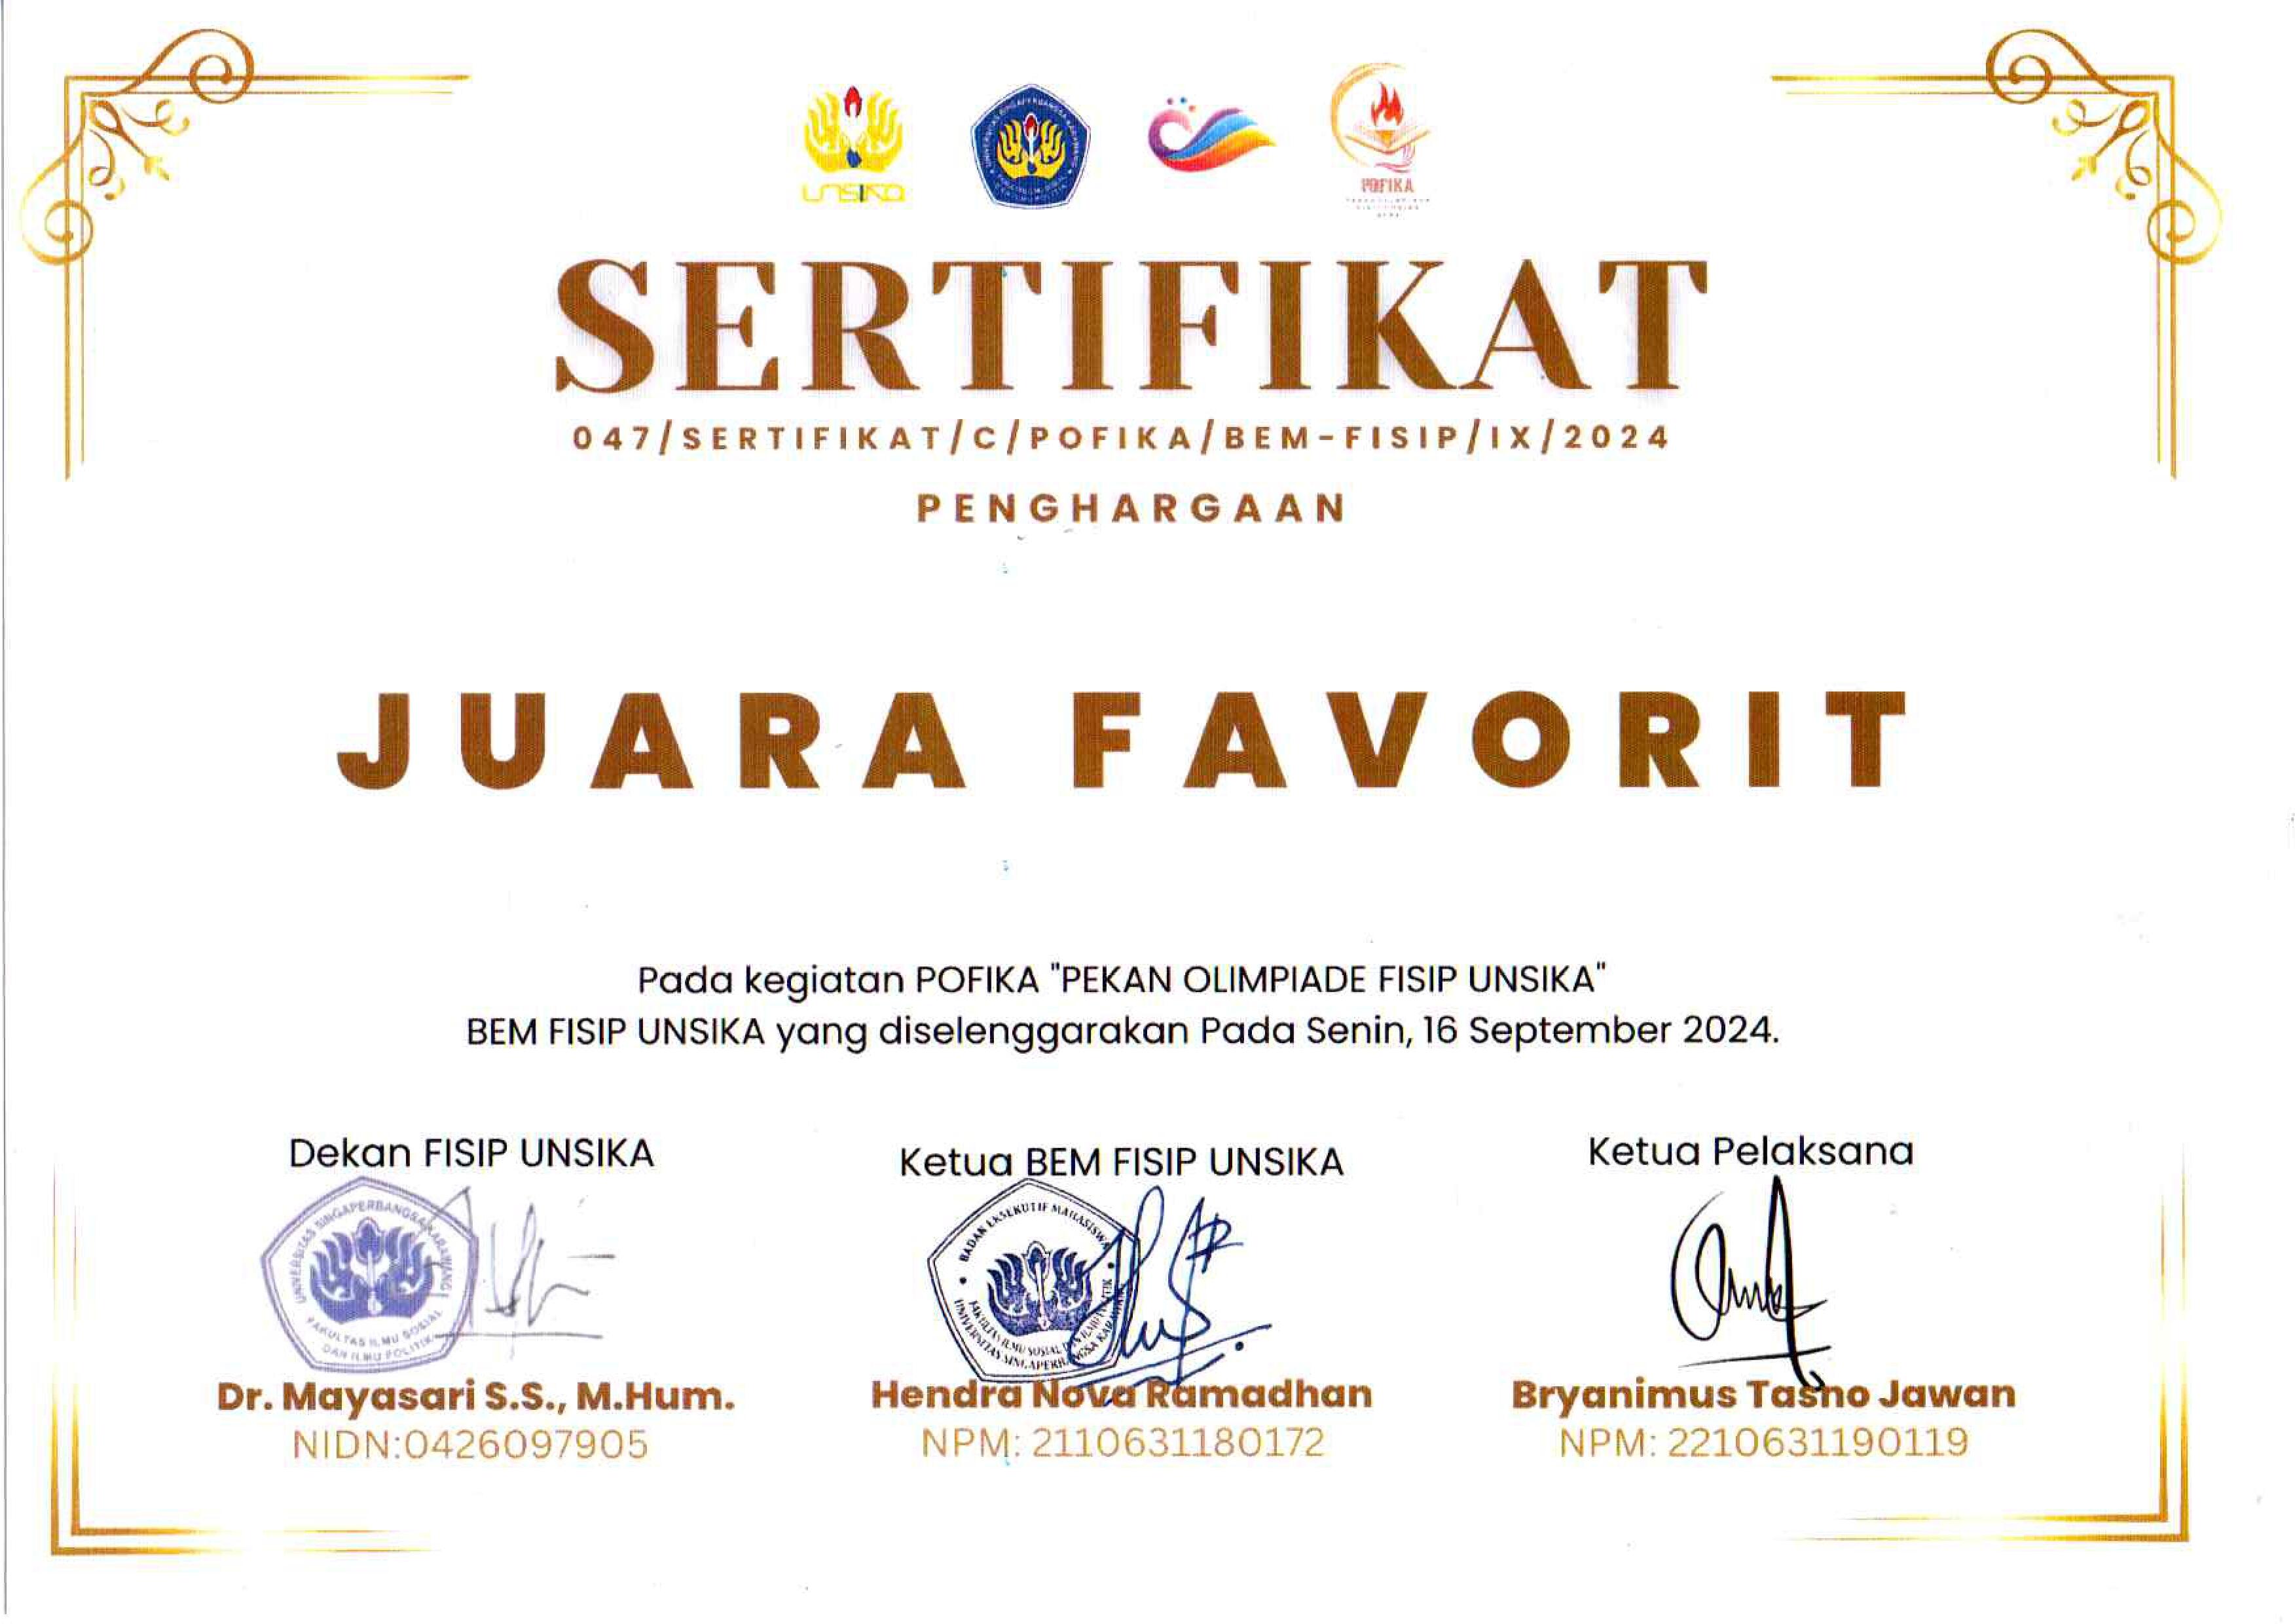 UNSIKA
POFIKA
SERTIFIKAT
047/SERTIFIKAT/C/POFIKA/BEM-FISIP/IX/2024
PENGHARGAAN
JUARA FAVORIT
Pada kegiatan POFIKA "PEKAN OLIMPIADE FISIP UNSIKA"
BEM FISIP UNSIKA yang diselenggarakan Pada Senin, 16 September 2024.
Dekan FISIP UNSIKA
Ketua BEM FISIP UNSIKA
Ketua Pelaksana
UNIVERSITAS SINGAPERBANGSA KARAWANG
FAKULTAS ILMU SOSIAL
DAN ILMU POLITIK
BADAN EKSEKUTIF MAHASISWA
FAKULTAS ILMU SOSIAL DAN ILMU POLITIK
UNIVERSITAS SINGAPERBANGSA KARAWANG
Dr. Mayasari S.S., M.Hum.
Hendra Nova Ramadhan
Bryanimus Tasno Jawan
NIDN:0426097905
NPM: 2110631180172
NPM: 2210631190119